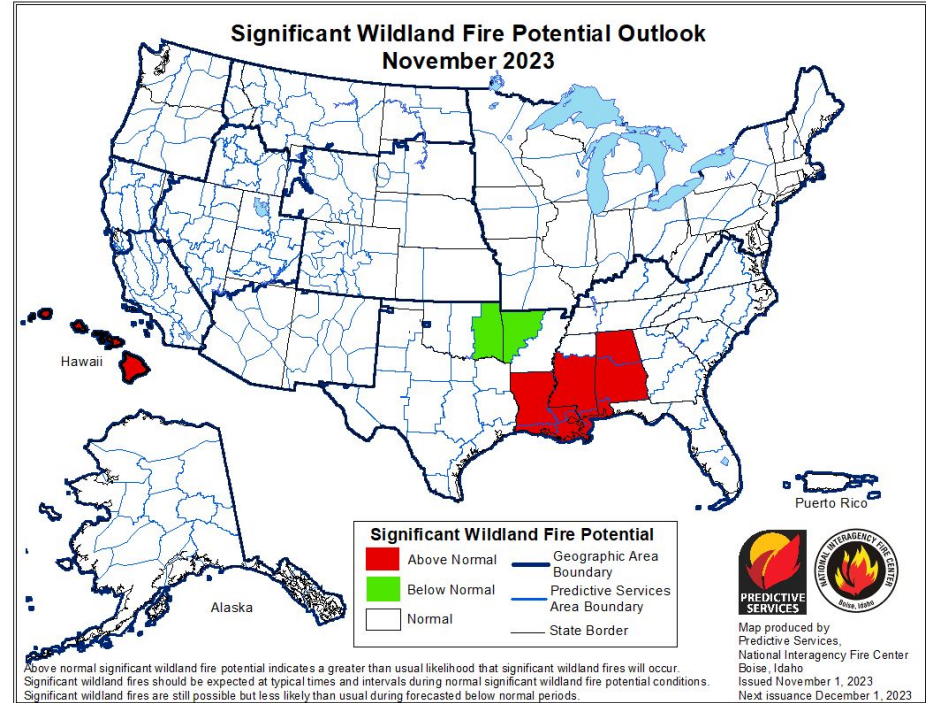 Significant Wildland Fire Potential Outlook
November 2023
Hawaii
Alaska
Puerto Rico
Significant Wildland Fire Potential
Above Normal
Below Normal
Normal
Geographic Area
Boundary
Predictive Services
Area Boundary
State Border
PREDICTIVE
SERVICES
NATIONAL INTERAGENCY FIRE CENTER
Boise, Idaho
Map produced by
Predictive Services,
National Interagency Fire Center
Boise, Idaho
Issued November 1, 2023
Next issuance December 1, 2023
Above normal significant wildland fire potential indicates a greater than usual likelihood that significant wildland fires will occur.
Significant wildland fires should be expected at typical times and intervals during normal significant wildland fire potential conditions.
Significant wildland fires are still possible but less likely than usual during forecasted below normal periods.